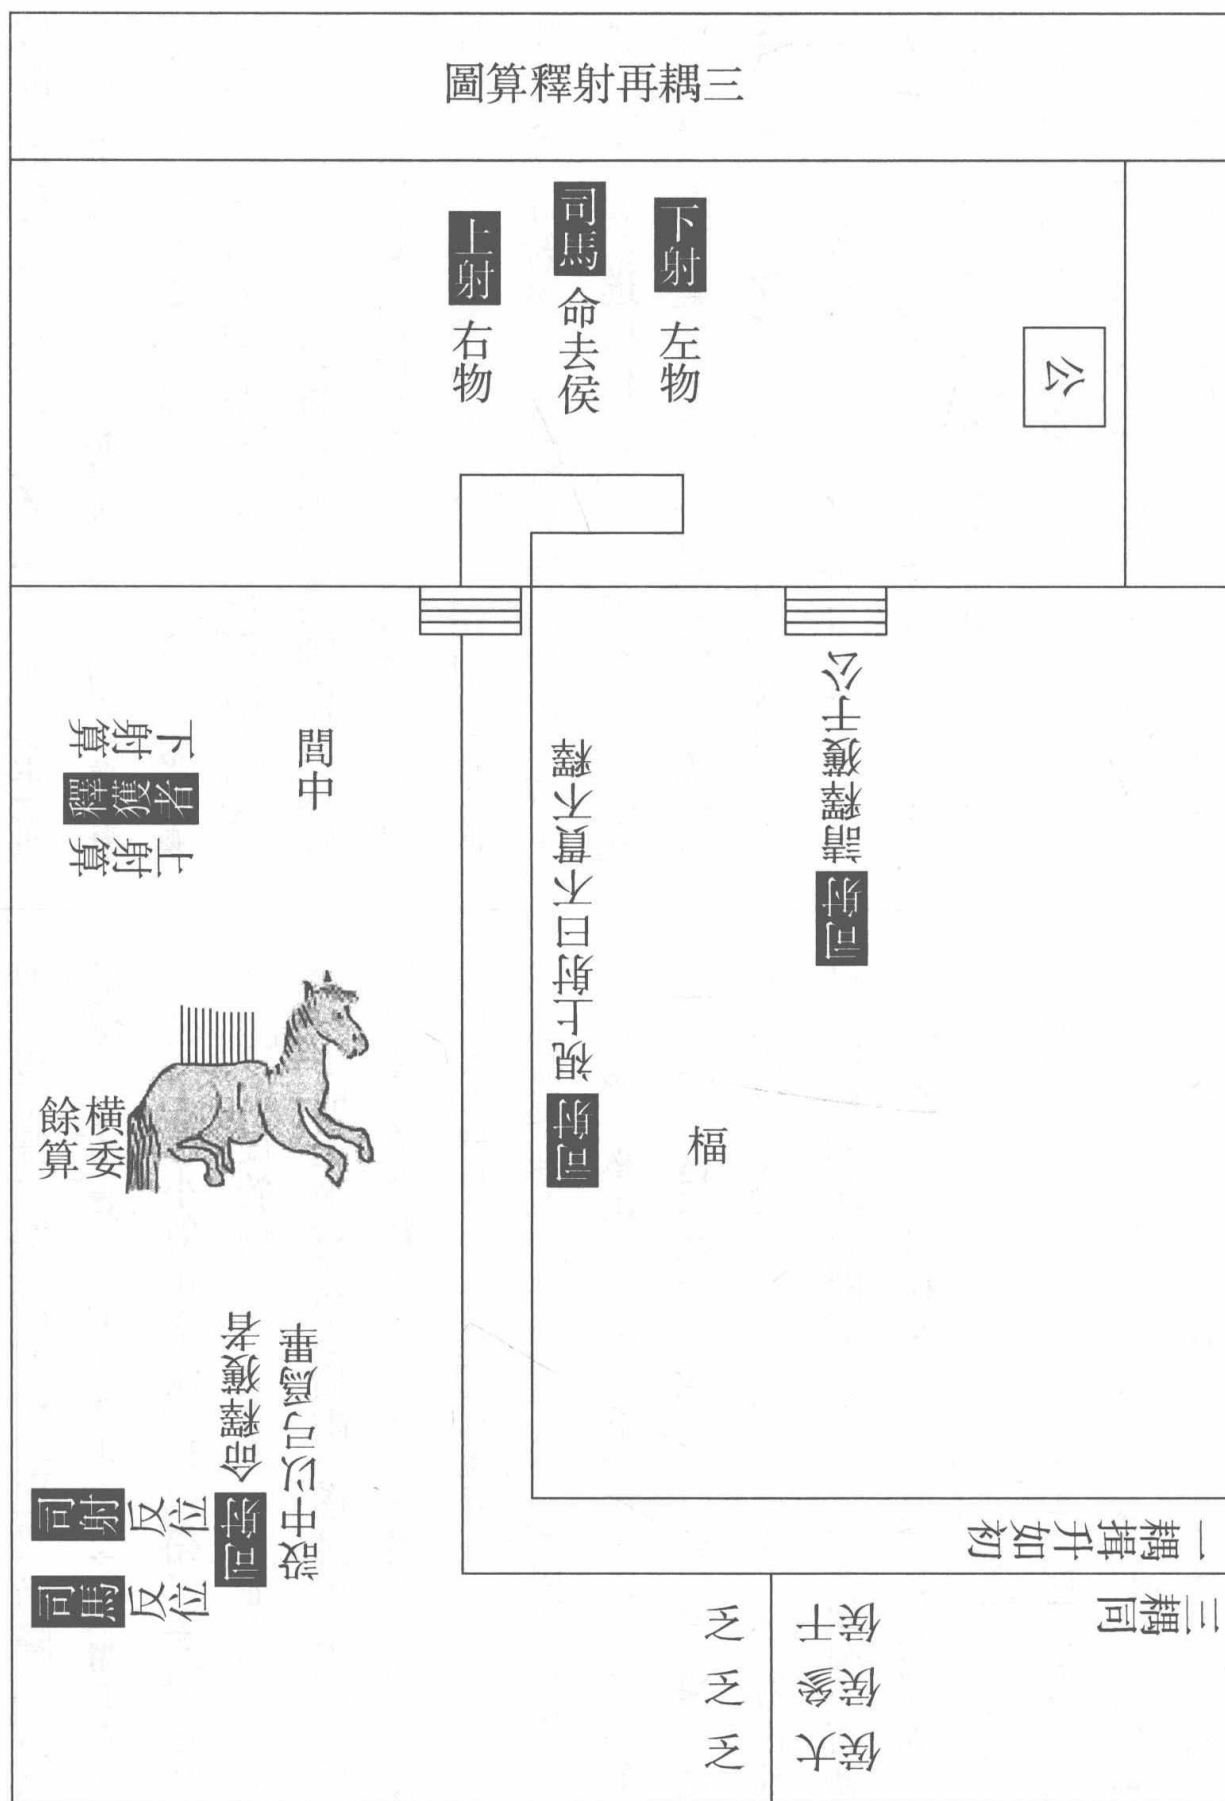 三耦再射釋算圖
下射 左物
司馬 命去侯
上射 右物
公
司射 請釋獲于公
司射 視上射曰不貫不釋
楅
閭中
下射算
釋獲者
上射算
橫委
餘算
司射 命釋獲者
設中以弓爲畢
司射 反位
司馬 反位
一耦揖升如初
三耦同
干侯
參侯
大侯
乏
乏
乏